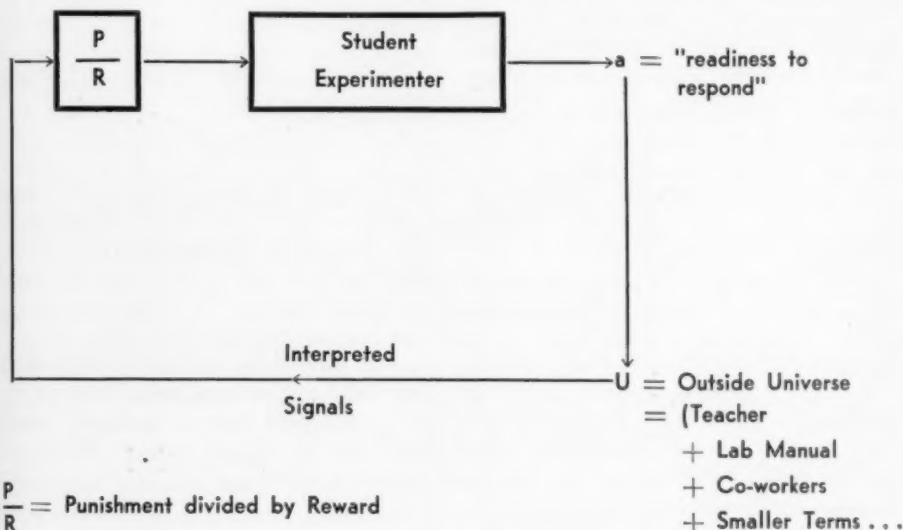 P
R
Student
Experimenter
a = "readiness to
respond"
Interpreted
Signals
U = Outside Universe
= (Teacher
+ Lab Manual
+ Co-workers
+ Smaller Terms . . .
P
R = Punishment divided by Reward